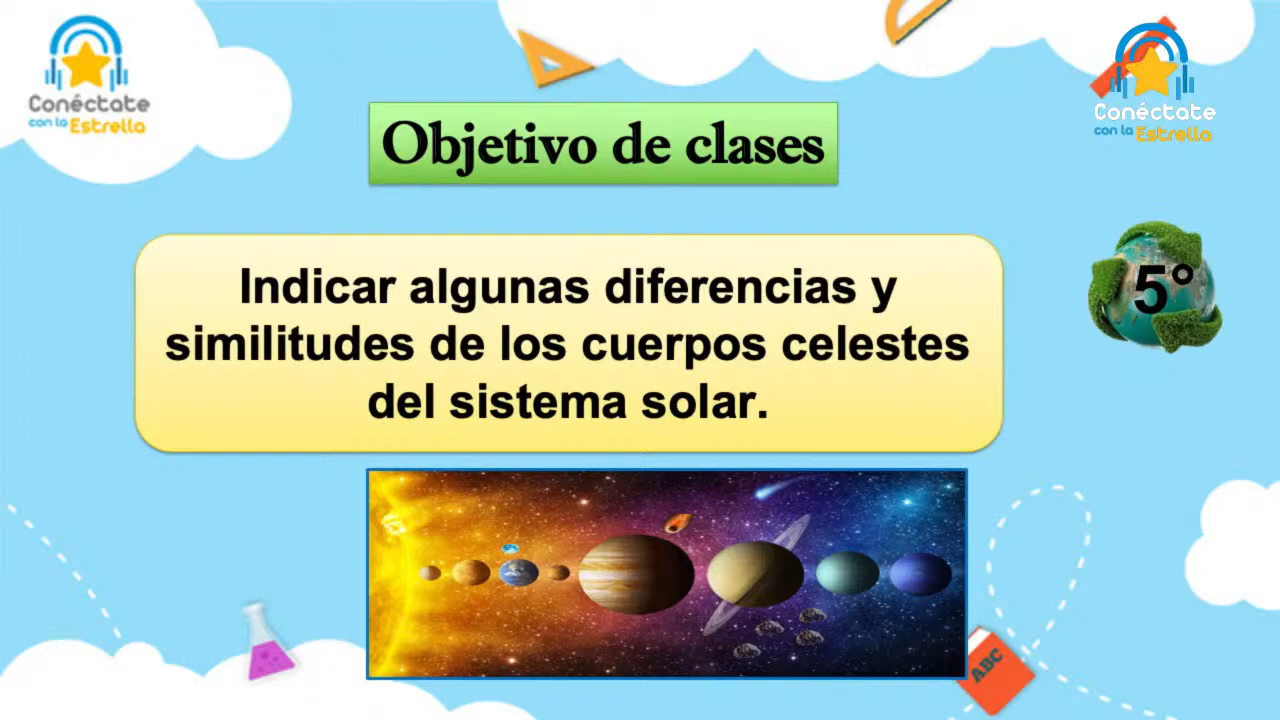 Conéctate
con la Estrella
Conéctate
con la Estrella
Objetivo de clases
Indicar algunas diferencias y
similitudes de los cuerpos celestes
del sistema solar.
5°
ABC